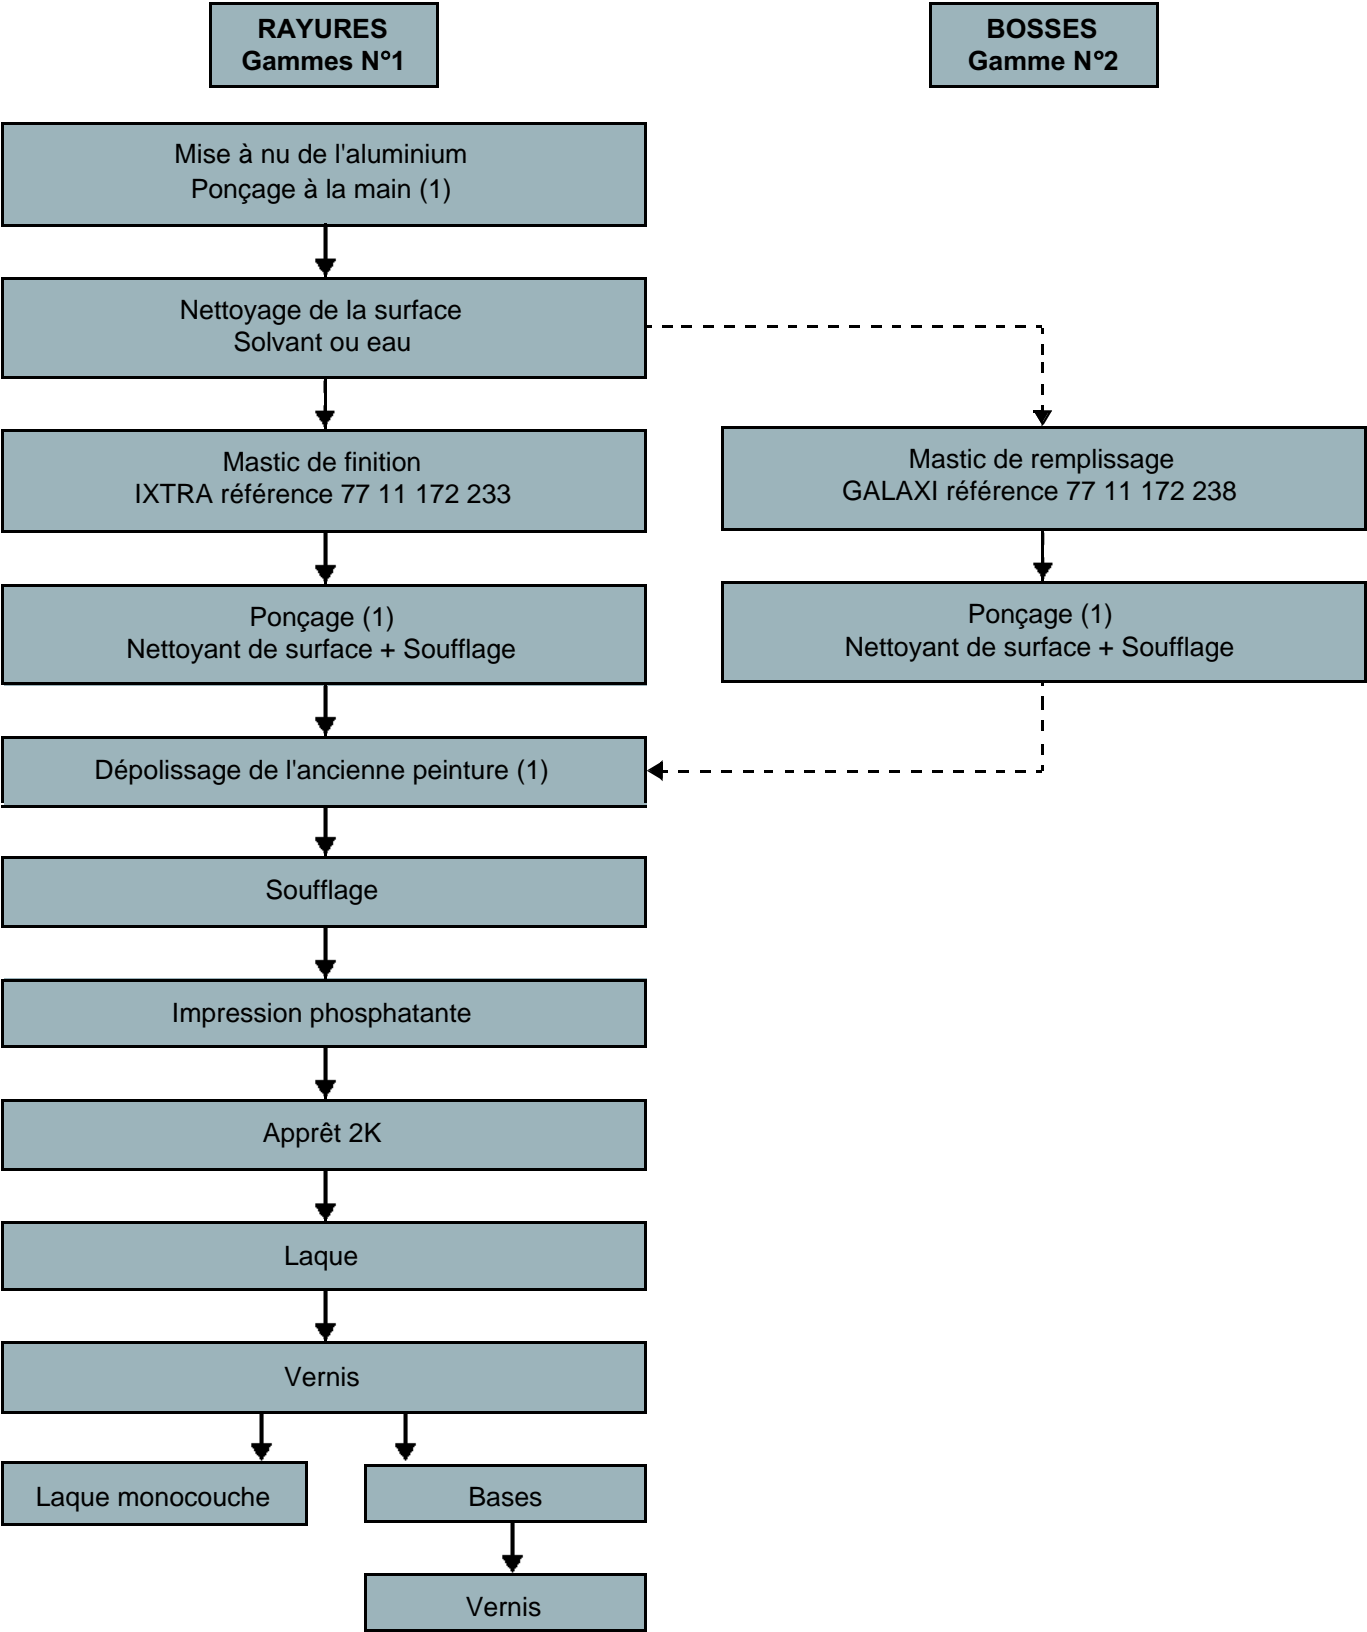 RAYURES
Gammes N°1
BOSSES
Gamme N°2
Mise à nu de l'aluminium
Ponçage à la main (1)
Nettoyage de la surface
Solvant ou eau
Mastic de finition
IXTRA référence 77 11 172 233
Mastic de remplissage
GALAXI référence 77 11 172 238
Ponçage (1)
Nettoyant de surface + Soufflage
Ponçage (1)
Nettoyant de surface + Soufflage
Dépolissage de l'ancienne peinture (1)
Soufflage
Impression phosphatante
Apprêt 2K
Laque
Vernis
Laque monocouche
Bases
Vernis